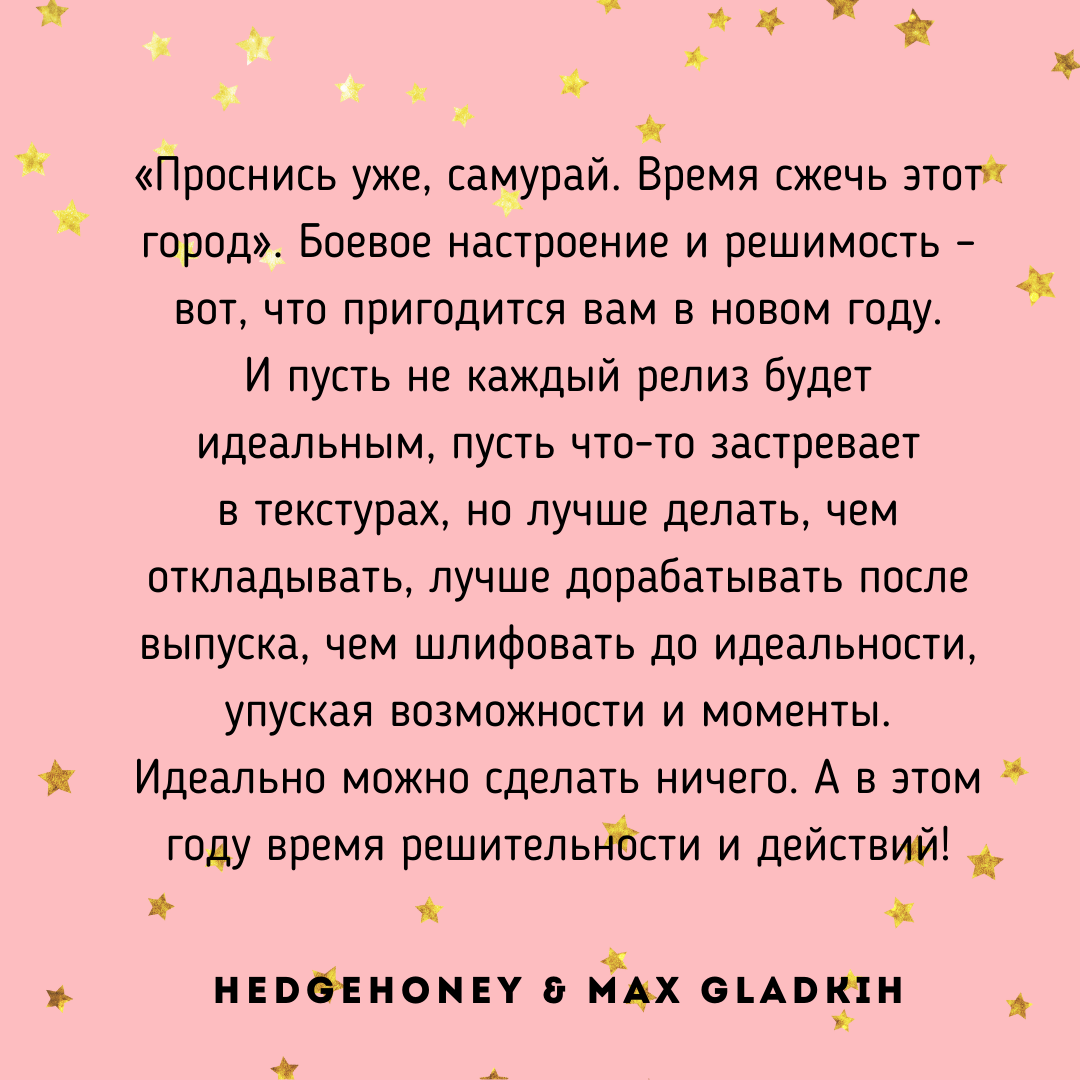 «Проснись уже, самурай. Время сжечь этот
город». Боевое настроение и решимость –
вот, что пригодится вам в новом году.
И пусть не каждый релиз будет
идеальным, пусть что-то застревает
в текстурах, но лучше делать, чем
откладывать, лучше дорабатывать после
выпуска, чем шлифовать до идеальности,
упуская возможности и моменты.
Идеально можно сделать ничего. А в этом
году время решительности и действий!
HEDGEHONEY & MAX GLADKIH